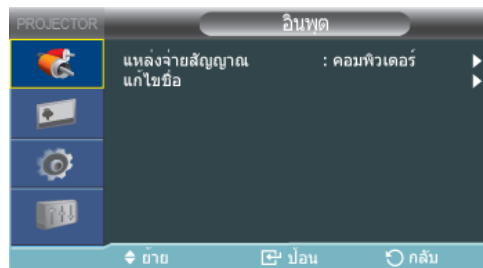 PROJECTOR
อินพุต
แหล่งจ่ายสัญญาณ : คอมพิวเตอร์
แก้ไขชื่อ
ย้าย ป้อน กลับ